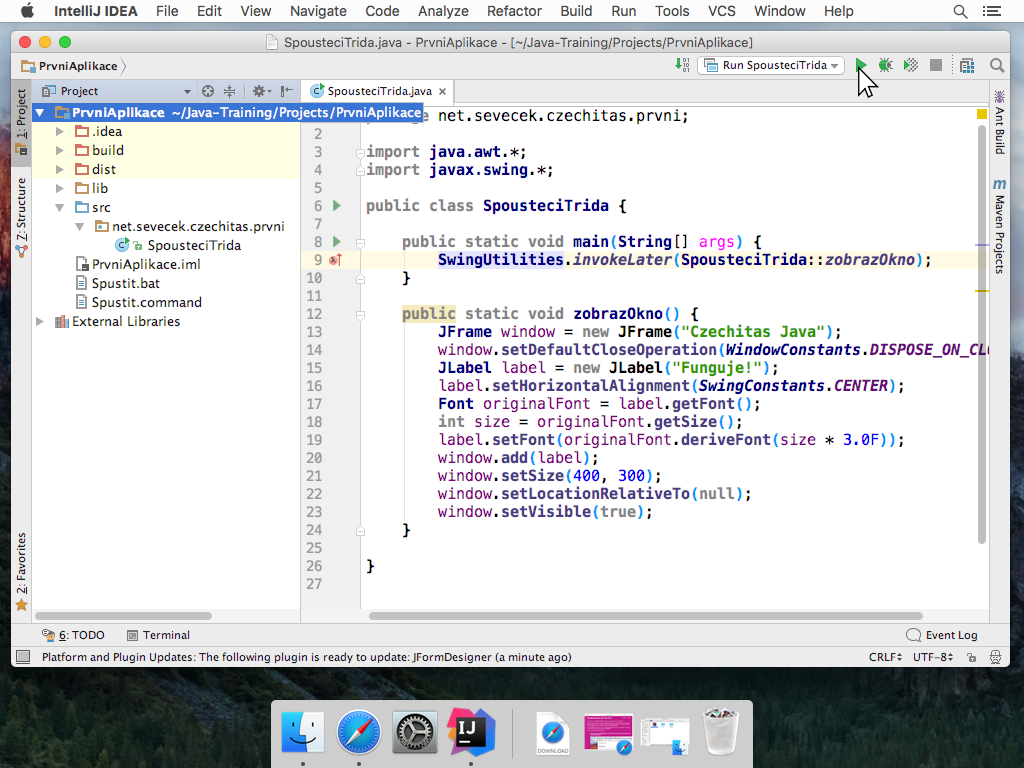 IntelliJ IDEA File Edit View Navigate Code Analyze Refactor Build Run Tools VCS Window Help
SpousteciTrida.java - PrvniAplikace - [~/Java-Training/Projects/PrvniAplikace]
PrvniAplikace Run SpousteciTrida
Project SpousteciTrida.java
1: Project
Z: Structure
2: Favorites
PrvniAplikace ~/Java-Training/Projects/PrvniAplikace
.idea
build
dist
lib
src
net.sevecek.czechitas.prvni
SpousteciTrida
PrvniAplikace.iml
Spustit.bat
Spustit.command
External Libraries
net.sevecek.czechitas.prvni;
2
3 import java.awt.*;
4 import javax.swing.*;
5
6 public class SpousteciTrida {
7
8 public static void main(String[] args) {
9 SwingUtilities.invokeLater(SpousteciTrida::zobrazOkno);
10 }
11
12 public static void zobrazOkno() {
13 JFrame window = new JFrame("Czechitas Java");
14 window.setDefaultCloseOperation(WindowConstants.DISPOSE_ON_CL
15 JLabel label = new JLabel("Funguje!");
16 label.setHorizontalAlignment(SwingConstants.CENTER);
17 Font originalFont = label.getFont();
18 int size = originalFont.getSize();
19 label.setFont(originalFont.deriveFont(size * 3.0F));
20 window.add(label);
21 window.setSize(400, 300);
22 window.setLocationRelativeTo(null);
23 window.setVisible(true);
24 }
25
26 }
27
Ant Build
m Maven Projects
6: TODO Terminal Event Log
Platform and Plugin Updates: The following plugin is ready to update: JFormDesigner (a minute ago) CRLF UTF-8
IJ
DOWNLOAD